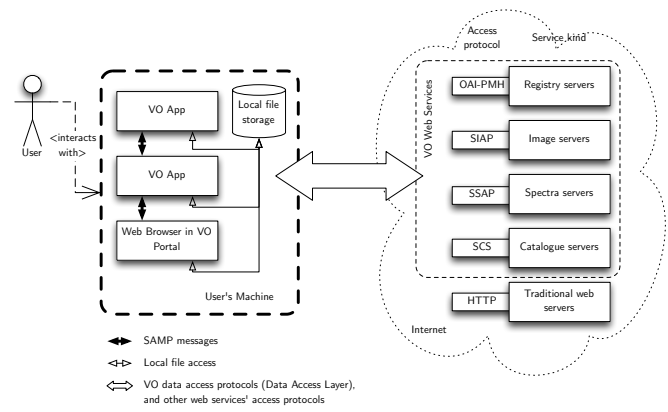 Access
protocol
Service kind
VO Web Services
OAI-PMH
Registry servers
SIAP
Image servers
SSAP
Spectra servers
SCS
Catalogue servers
HTTP
Traditional web
servers
Internet
User
<interacts
with>
VO App
Local file
storage
VO App
Web Browser in VO
Portal
User's Machine
SAMP messages
Local file access
VO data access protocols (Data Access Layer),
and other web services' access protocols